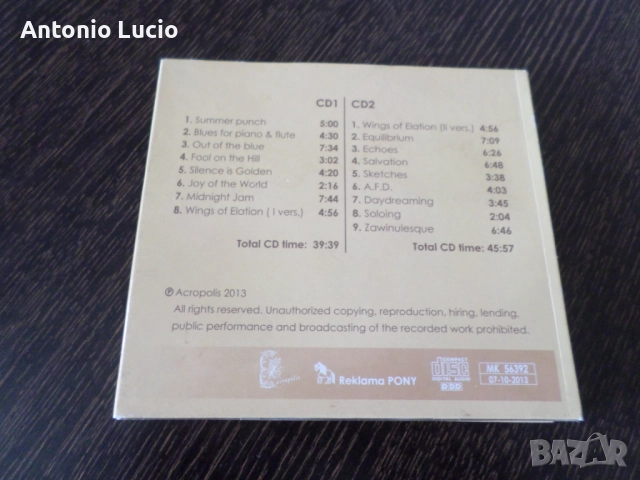 Antonio Lucio
CD1
1. Summer punch 5:00
2. Blues for piano & flute 4:30
3. Out of the blue 7:34
4. Fool on the Hill 3:02
5. Silence is Golden 4:20
6. Joy of the World 2:16
7. Midnight Jam 7:44
8. Wings of Elation ( I vers.) 4:56
Total CD time: 39:39
CD2
1. Wings of Elation (II vers.) 4:56
2. Equilibrium 7:09
3. Echoes 6:26
4. Salvation 6:48
5. Sketches 3:38
6. A.F.D. 4:03
7. Daydreaming 3:45
8. Soloing 2:04
9. Zawinulesque 6:46
Total CD time: 45:57
℗ Acropolis 2013
All rights reserved. Unauthorized copying, reproduction, hiring, lending,
public performance and broadcasting of the recorded work prohibited.
Reklama PONY
COMPACT
DISC
DIGITAL AUDIO
DDD
MK 56392
07-10-2013
BAZAR